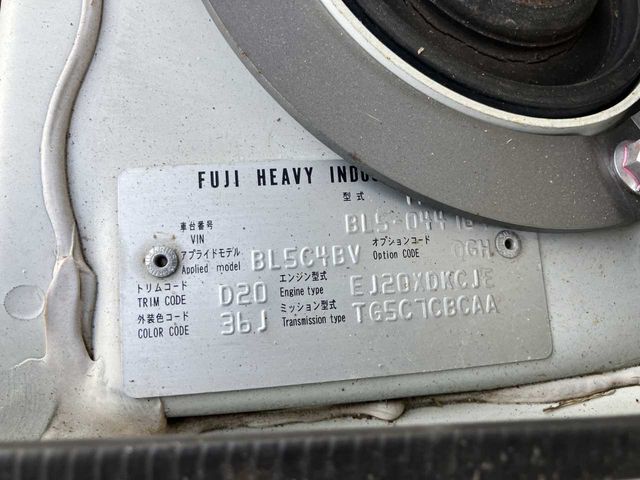 FUJI HEAVY
型式
車台番号
VIN
アプライドモデル BL5C4BV オプションコード
Applied model Option Code
トリムコード D20 エンジン型式 EJ20XDKCJE
TRIM CODE Engine type
外装色コード 36J ミッション型式 TG5C7CBCAA
COLOR CODE Transmission type